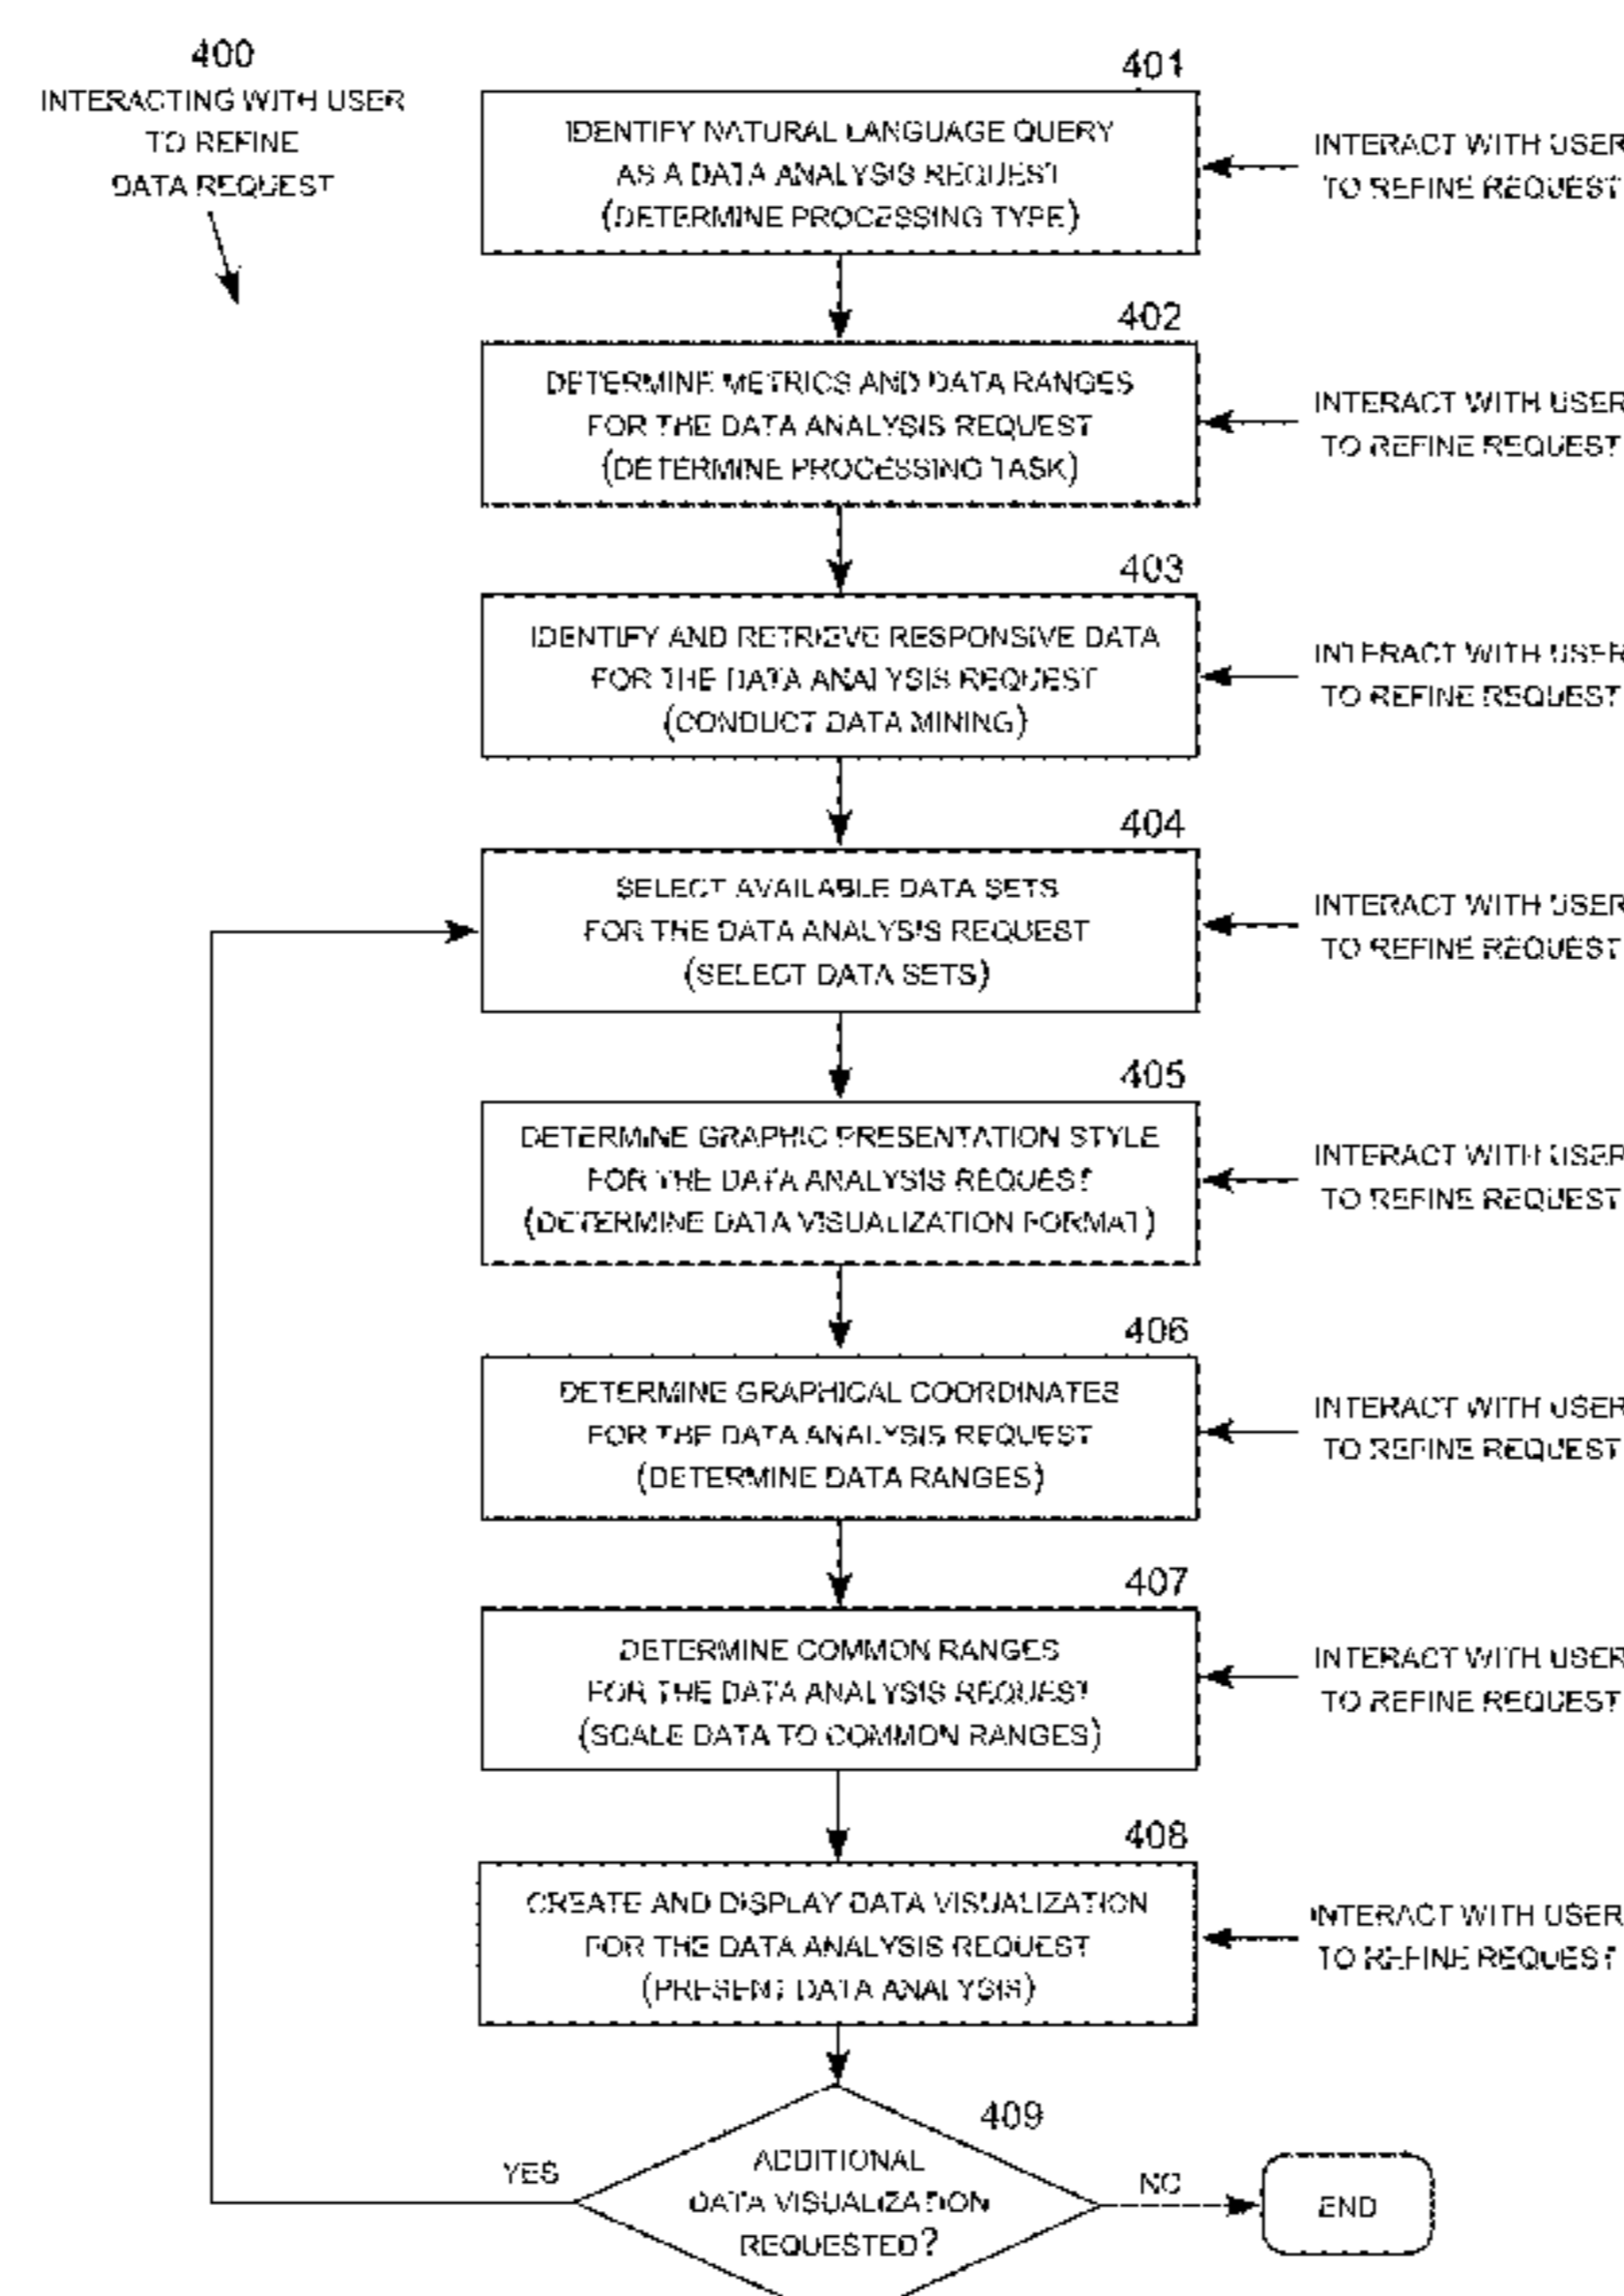 400
INTERACTING WITH USER
TO REFINE
DATA REQUEST
401
IDENTIFY NATURAL LANGUAGE QUERY
AS A DATA ANALYSIS REQUEST
(DETERMINE PROCESSING TYPE)
INTERACT WITH USER
TO REFINE REQUEST
402
DETERMINE METRICS AND DATA RANGES
FOR THE DATA ANALYSIS REQUEST
(DETERMINE PROCESSING TASK)
INTERACT WITH USER
TO REFINE REQUEST
403
IDENTIFY AND RETRIEVE RESPONSIVE DATA
FOR THE DATA ANALYSIS REQUEST
(CONDUCT DATA MINING)
INTERACT WITH USER
TO REFINE REQUEST
404
SELECT AVAILABLE DATA SETS
FOR THE DATA ANALYSIS REQUEST
(SELECT DATA SETS)
INTERACT WITH USER
TO REFINE REQUEST
405
DETERMINE GRAPHIC PRESENTATION STYLE
FOR THE DATA ANALYSIS REQUEST
(DETERMINE DATA VISUALIZATION FORMAT)
INTERACT WITH USER
TO REFINE REQUEST
406
DETERMINE GRAPHICAL COORDINATES
FOR THE DATA ANALYSIS REQUEST
(DETERMINE DATA RANGES)
INTERACT WITH USER
TO REFINE REQUEST
407
DETERMINE COMMON RANGES
FOR THE DATA ANALYSIS REQUEST
(SCALE DATA TO COMMON RANGES)
INTERACT WITH USER
TO REFINE REQUEST
408
CREATE AND DISPLAY DATA VISUALIZATION
FOR THE DATA ANALYSIS REQUEST
(PRESENT DATA ANALYSIS)
INTERACT WITH USER
TO REFINE REQUEST
409
ADDITIONAL
DATA VISUALIZATION
REQUESTED?
YES
NO
END